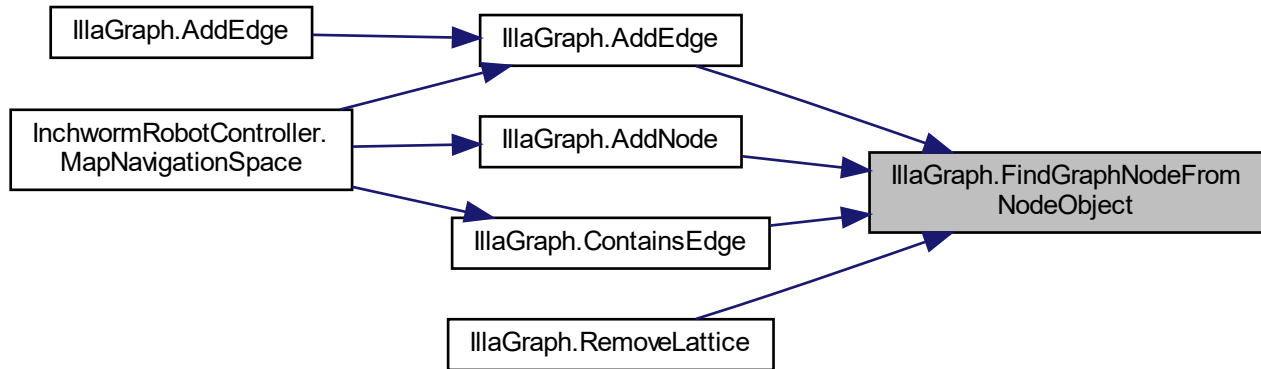 IllaGraph.AddEdge
IllaGraph.AddEdge
InchwormRobotController.
MapNavigationSpace
IllaGraph.AddNode
IllaGraph.FindGraphNodeFrom
NodeObject
IllaGraph.ContainsEdge
IllaGraph.RemoveLattice